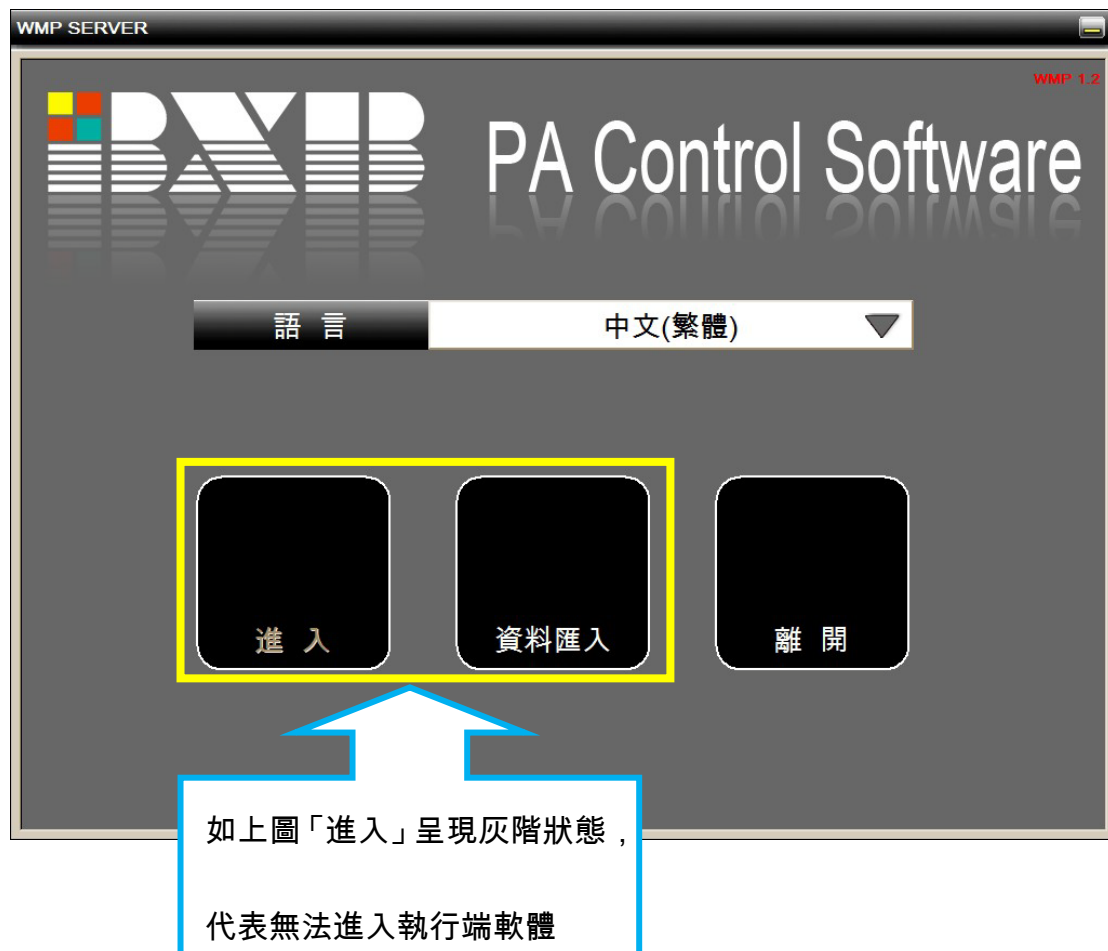 WMP SERVER
WMP 1.2
BXB PA Control Software
語 言 中文(繁體)
進 入 資料匯入 離 開
如上圖「進入」呈現灰階狀態，
代表無法進入執行端軟體